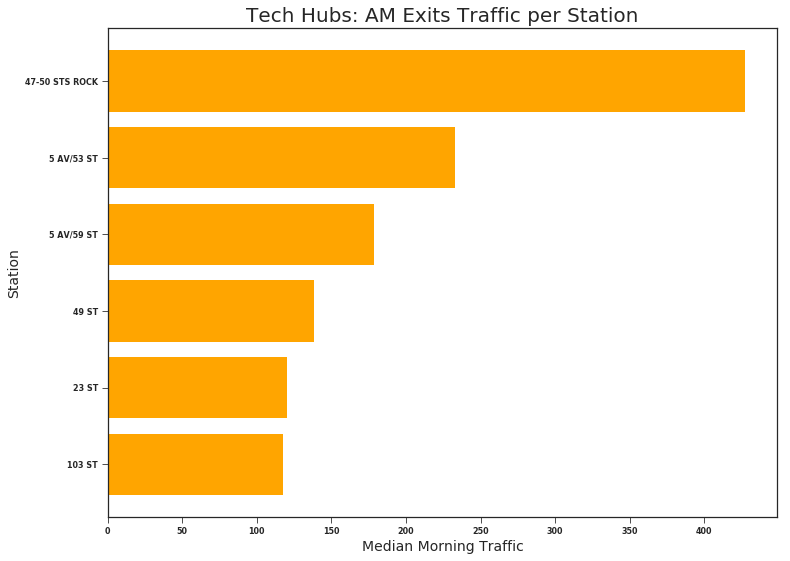 Tech Hubs: AM Exits Traffic per Station
Station
47-50 STS ROCK
5 AV/53 ST
5 AV/59 ST
49 ST
23 ST
103 ST
0 50 100 150 200 250 300 350 400
Median Morning Traffic